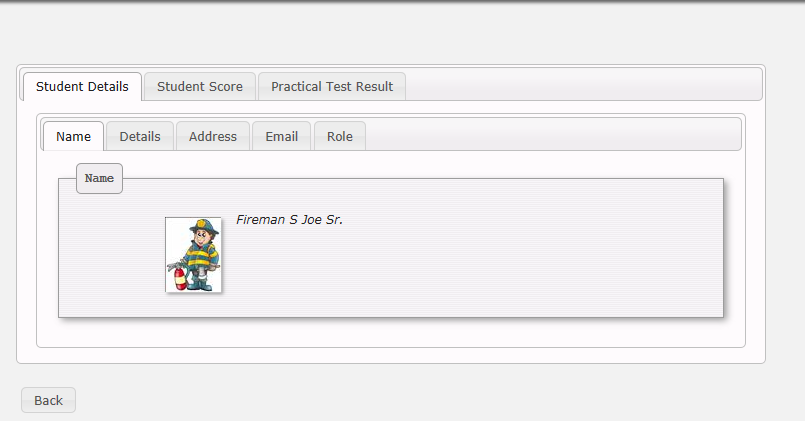 Student Details Student Score Practical Test Result
Name Details Address Email Role
Name
Fireman S Joe Sr.
Back